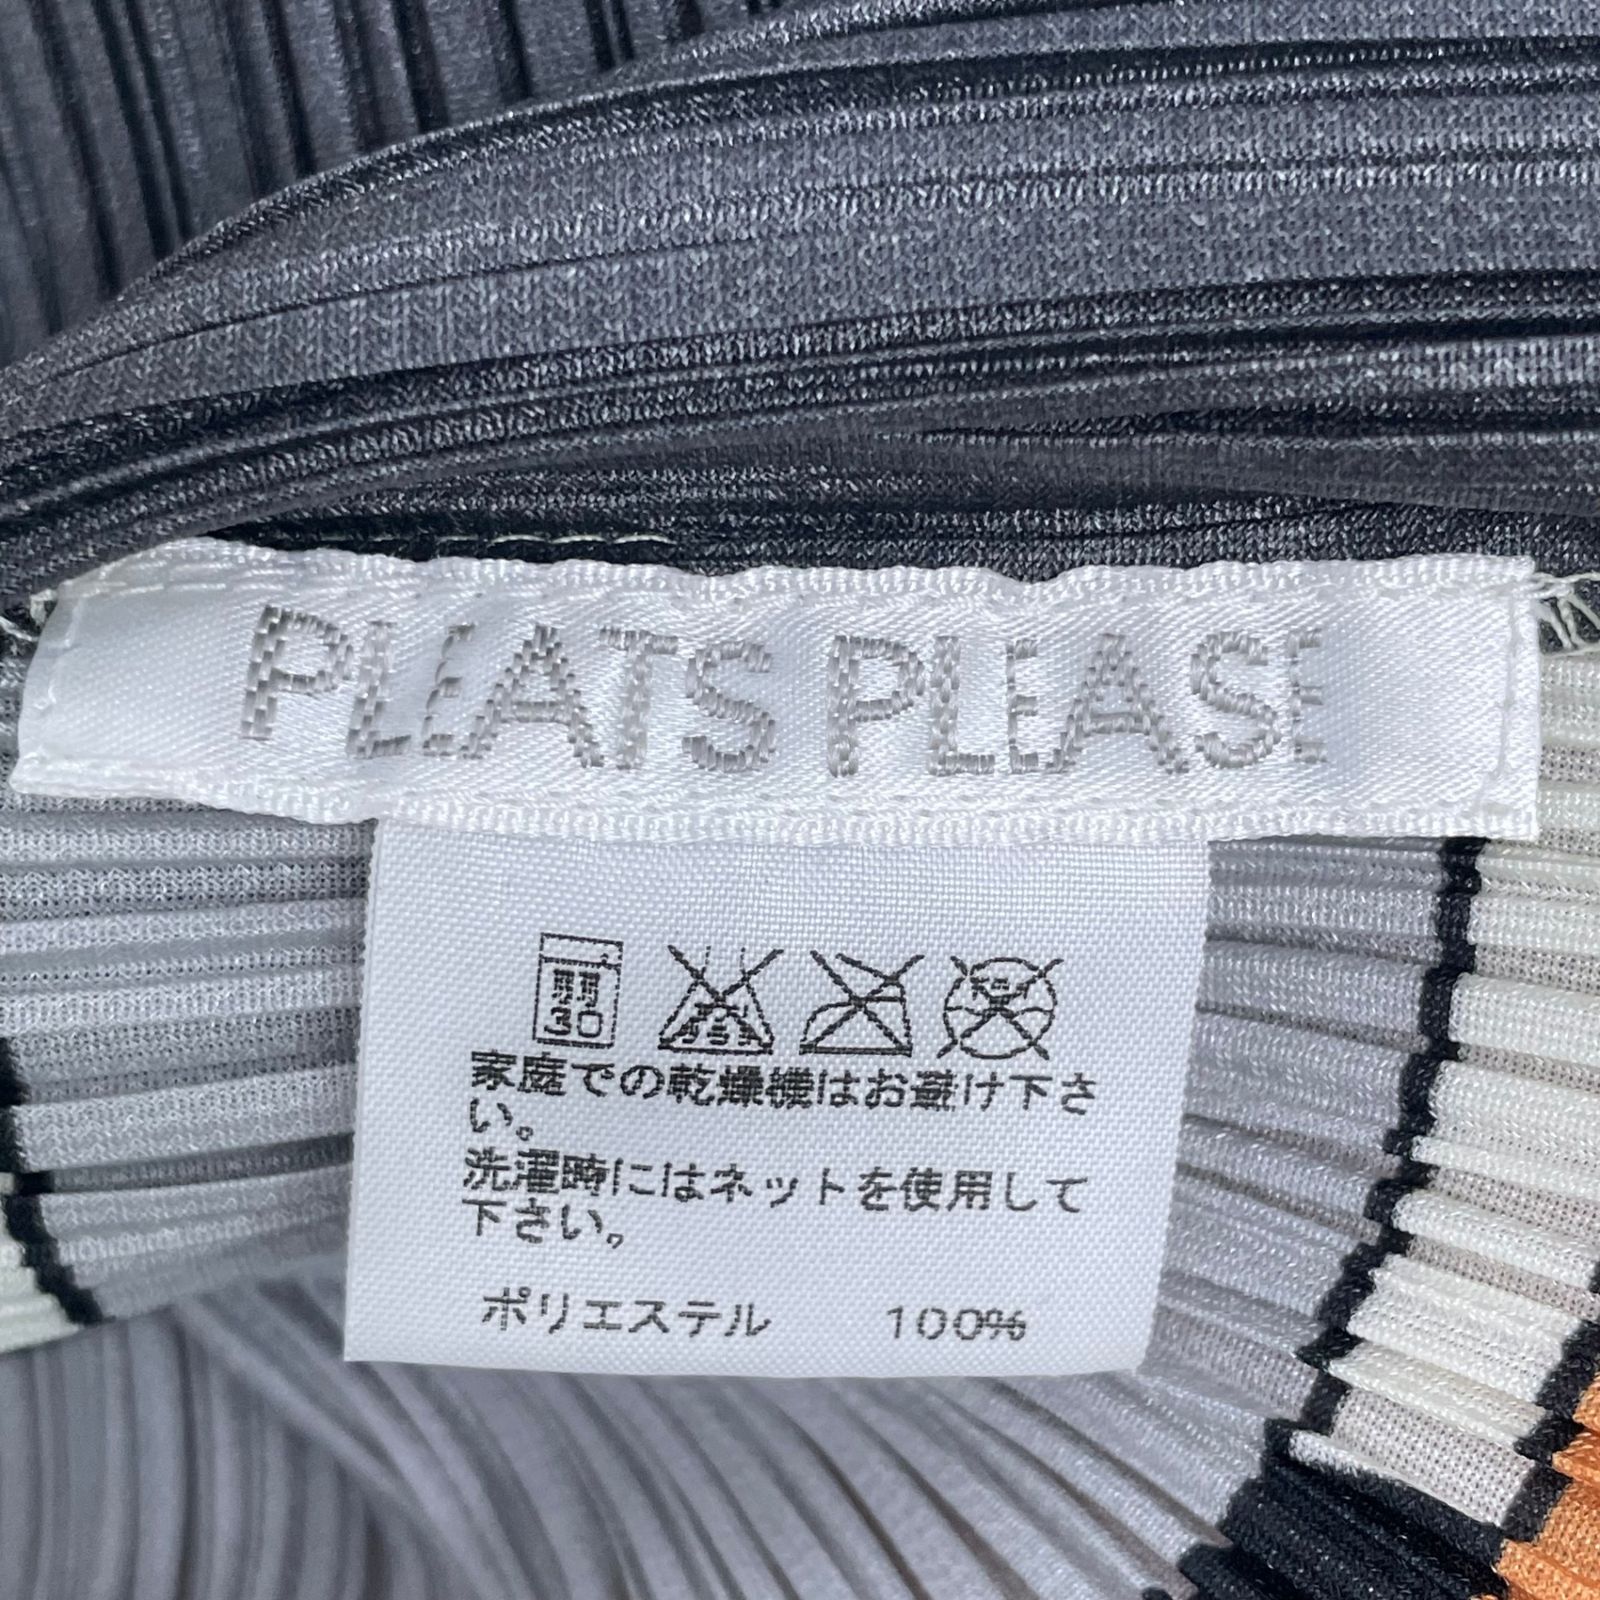 PLEATS PLEASE
弱
30
家庭での乾燥機はお避け下さ
い。
洗濯時にはネットを使用して
下さい。
ポリエステル 100%